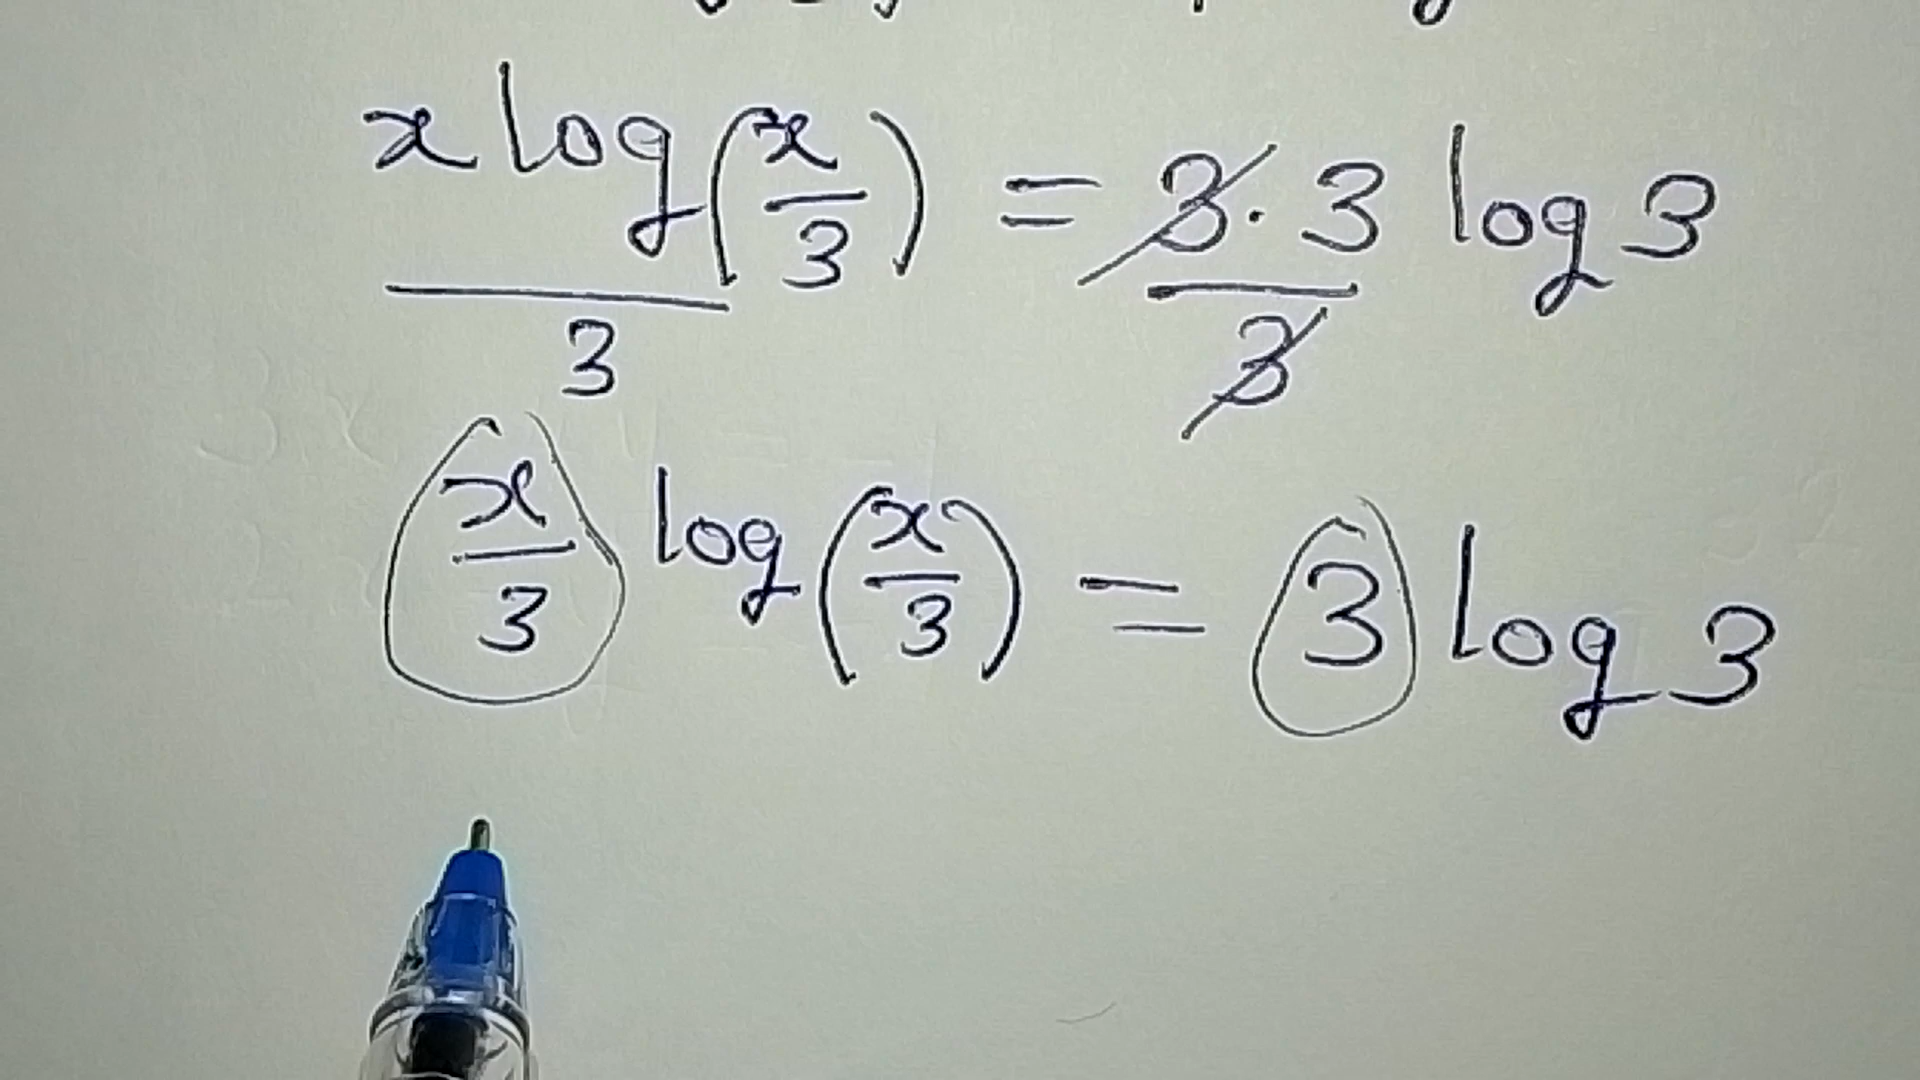 x log(x/3) / 3 = 3·3 / 3 log 3
x/3 log(x/3) = 3 log 3